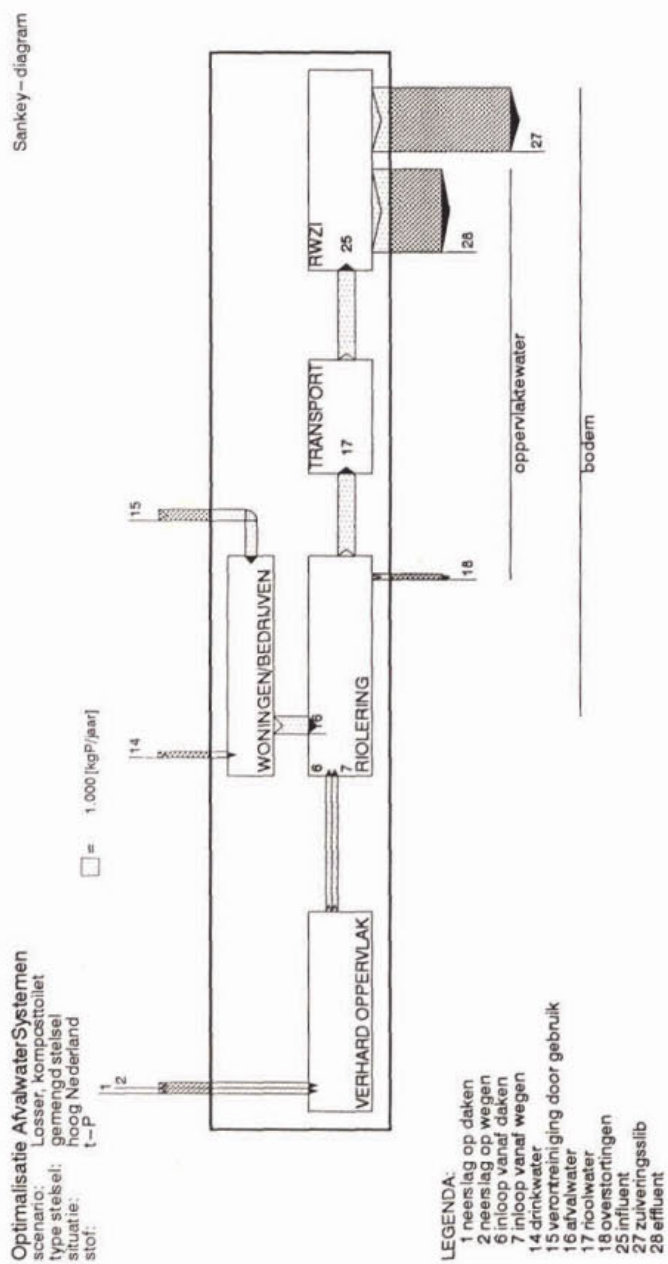 Optimalisatie AfvalwaterSystemen
scenario: Losser, komposttoilet
type stelsel: gemengd stelsel
situatie: hoog Nederland
stof: t-P
Sankey-diagram
= 1.000 [kgP/jaar]
1
2
14
15
VERHARD OPPERVLAK
WONINGEN/BEDRIJVEN
16
6
7
RIOLERING
TRANSPORT
17
RWZI
25
18
28
27
oppervlaktewater
bodem
LEGENDA:
1 neerslag op daken
2 neerslag op wegen
6 inloop vanaf daken
7 inloop vanaf wegen
14 drinkwater
15 verontreiniging door gebruik
16 afvalwater
17 rioolwater
18 overstortingen
25 influent
27 zuiveringsslib
28 effluent